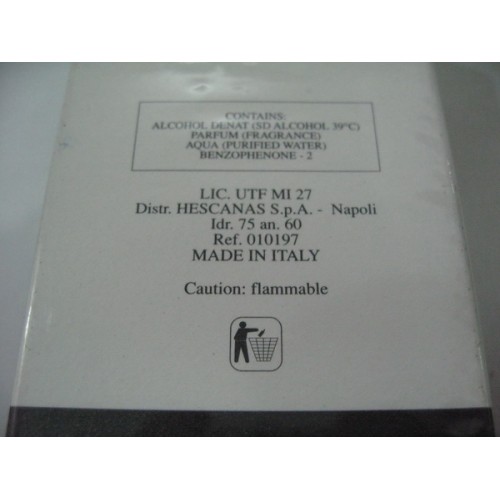 CONTAINS:
ALCOHOL DENAT (SD ALCOHOL 39°C)
PARFUM (FRAGRANCE)
AQUA (PURIFIED WATER)
BENZOPHENONE - 2
LIC. UTF MI 27
Distr. HESCANAS S.p.A. - Napoli
Idr. 75 an. 60
Ref. 010197
MADE IN ITALY
Caution: flammable